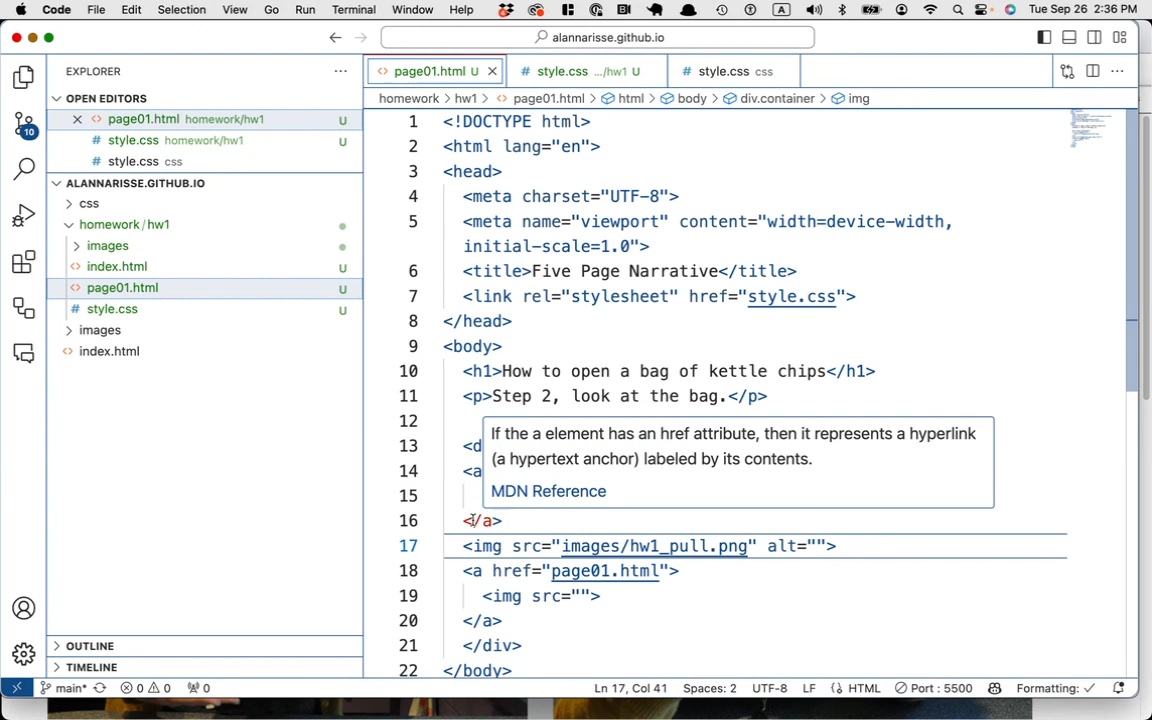 Code File Edit Selection View Go Run Terminal Window Help A Tue Sep 26 2:36 PM
alannarisse.github.io
EXPLORER
page01.html U
style.css .../hw1 U
style.css css
OPEN EDITORS
homework hw1 page01.html html body div.container img
page01.html homework/hw1 U
style.css homework/hw1 U
style.css css
10
ALANNARISSE.GITHUB.IO
css
homework / hw1
images
index.html U
page01.html U
style.css U
images
index.html
OUTLINE
TIMELINE
1 <!DOCTYPE html>
2 <html lang="en">
3 <head>
4 <meta charset="UTF-8">
5 <meta name="viewport" content="width=device-width,
initial-scale=1.0">
6 <title>Five Page Narrative</title>
7 <link rel="stylesheet" href="style.css">
8 </head>
9 <body>
10 <h1>How to open a bag of kettle chips</h1>
11 <p>Step 2, look at the bag.</p>
12
If the a element has an href attribute, then it represents a hyperlink
(a hypertext anchor) labeled by its contents.
MDN Reference
13 <d
14 <a
15
16 </a>
17 <img src="images/hw1_pull.png" alt="">
18 <a href="page01.html">
19 <img src="">
20 </a>
21 </div>
22 </body>
main* 0 0 0 Ln 17, Col 41 Spaces: 2 UTF-8 LF HTML Port : 5500 Formatting: